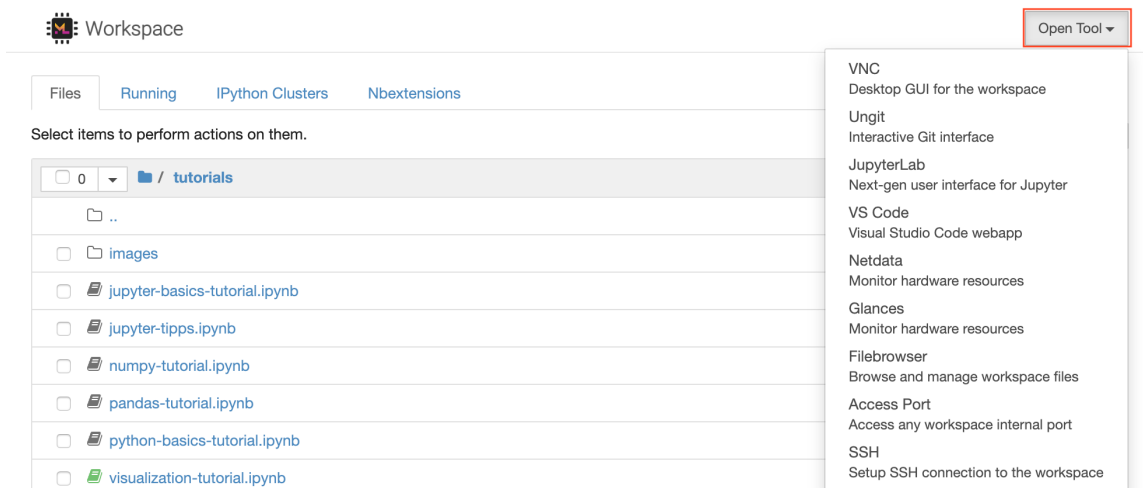 ML Workspace
Open Tool
Files Running IPython Clusters Nbextensions
Select items to perform actions on them.
0 / tutorials
..
images
jupyter-basics-tutorial.ipynb
jupyter-tipps.ipynb
numpy-tutorial.ipynb
pandas-tutorial.ipynb
python-basics-tutorial.ipynb
visualization-tutorial.ipynb
VNC
Desktop GUI for the workspace
Ungit
Interactive Git interface
JupyterLab
Next-gen user interface for Jupyter
VS Code
Visual Studio Code webapp
Netdata
Monitor hardware resources
Glances
Monitor hardware resources
Filebrowser
Browse and manage workspace files
Access Port
Access any workspace internal port
SSH
Setup SSH connection to the workspace